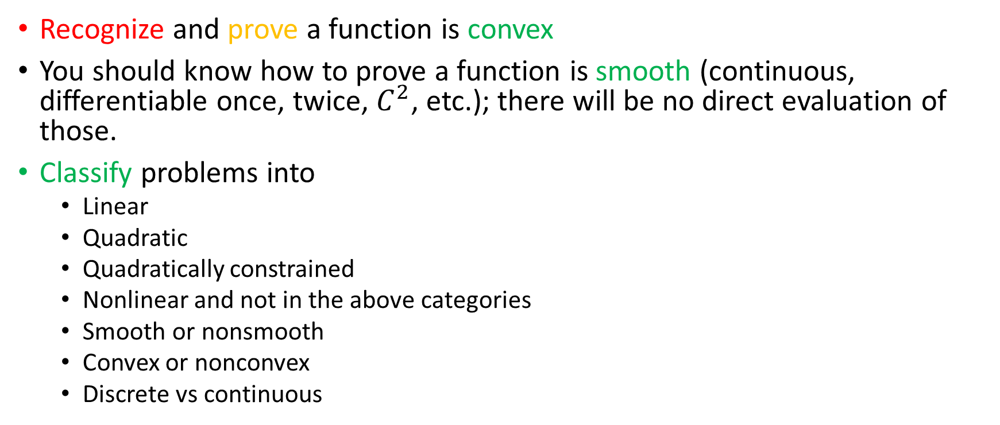 • Recognize and prove a function is convex
• You should know how to prove a function is smooth (continuous,
differentiable once, twice, C², etc.); there will be no direct evaluation of
those.
• Classify problems into
• Linear
• Quadratic
• Quadratically constrained
• Nonlinear and not in the above categories
• Smooth or nonsmooth
• Convex or nonconvex
• Discrete vs continuous